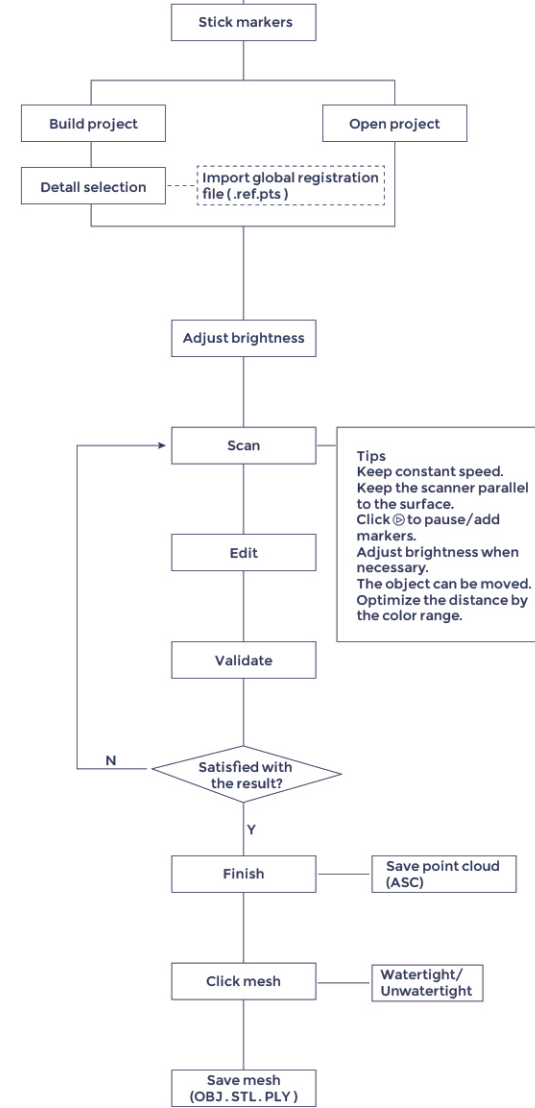 Stick markers
Build project
Open project
Detall selection
Import global registration
file ( .ref.pts )
Adjust brightness
Scan
Tips
Keep constant speed.
Keep the scanner parallel
to the surface.
Click to pause/add
markers.
Adjust brightness when
necessary.
The object can be moved.
Optimize the distance by
the color range.
Edit
Validate
Satisfied with
the result?
N
Y
Finish
Save point cloud
(ASC)
Click mesh
Watertight/
Unwatertight
Save mesh
(OBJ . STL . PLY )